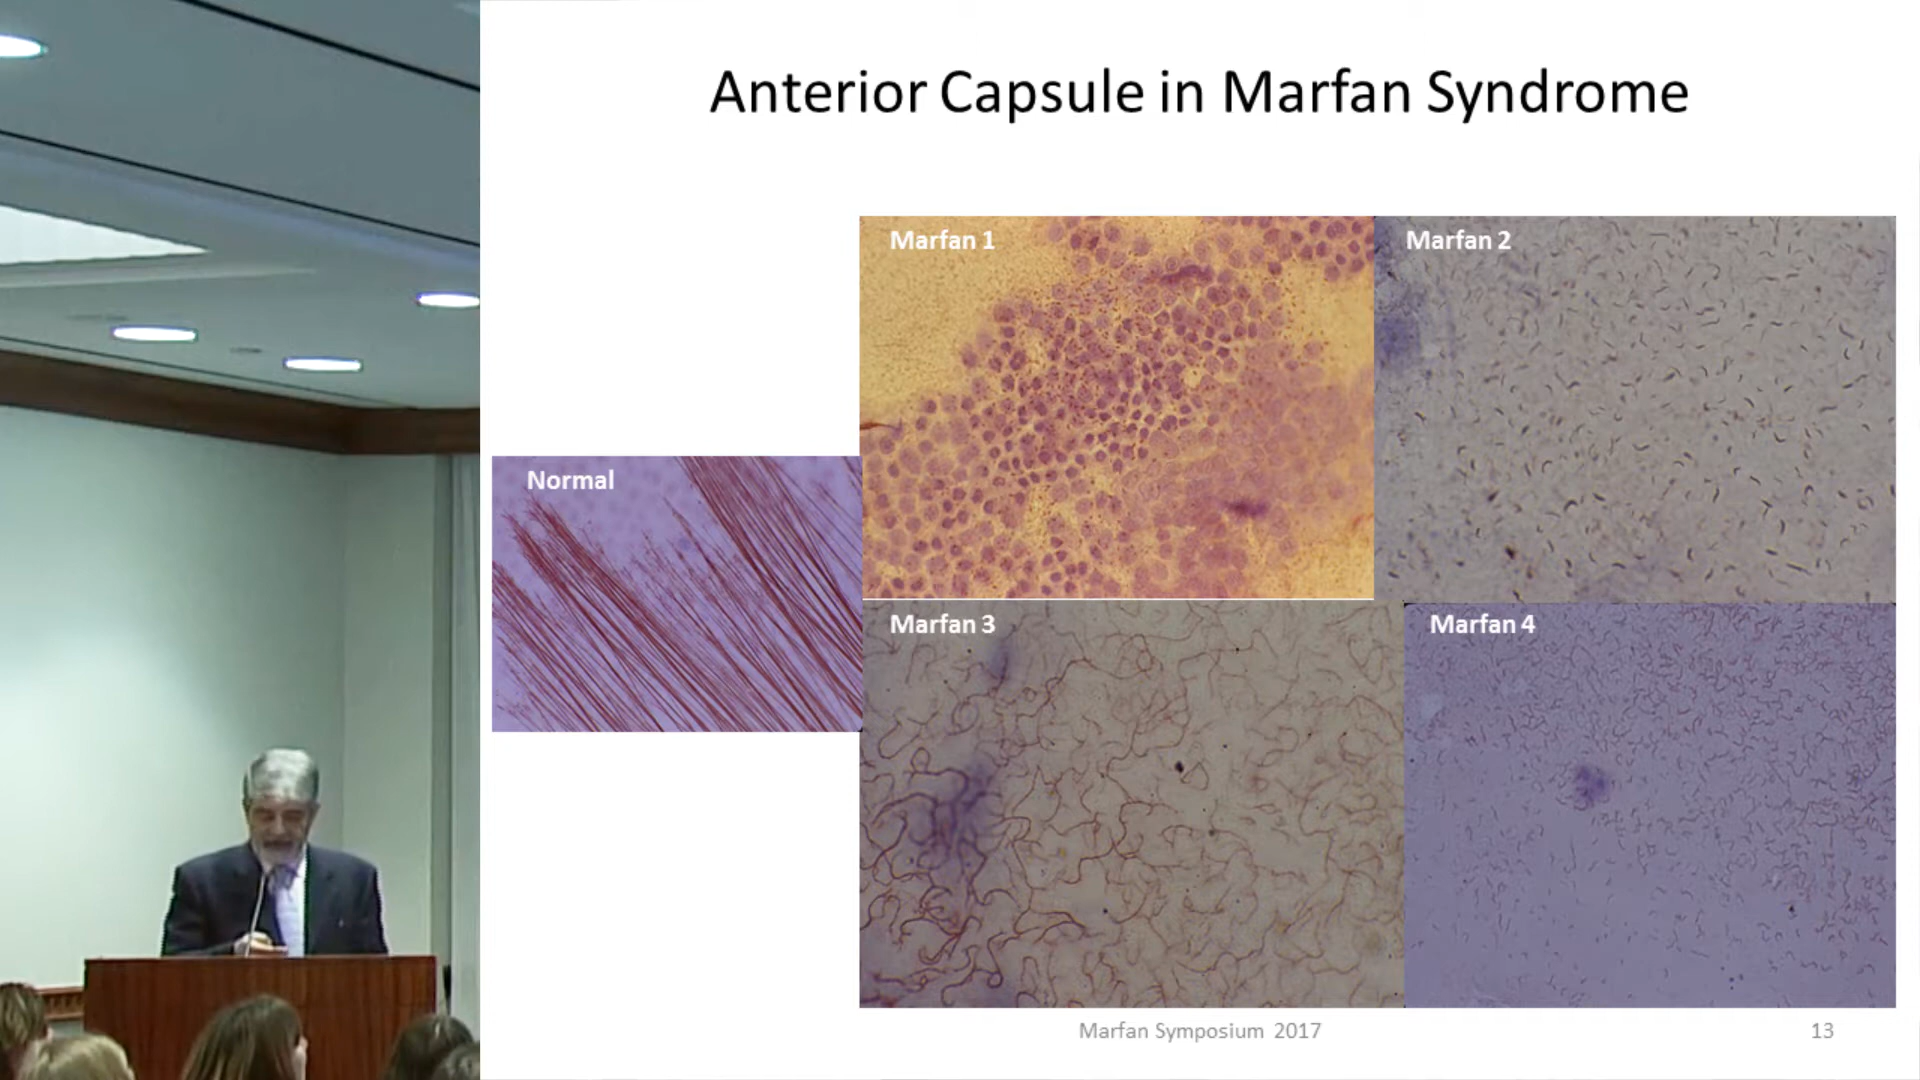 Anterior Capsule in Marfan Syndrome
Marfan 1
Marfan 2
Normal
Marfan 3
Marfan 4
Marfan Symposium 2017
13